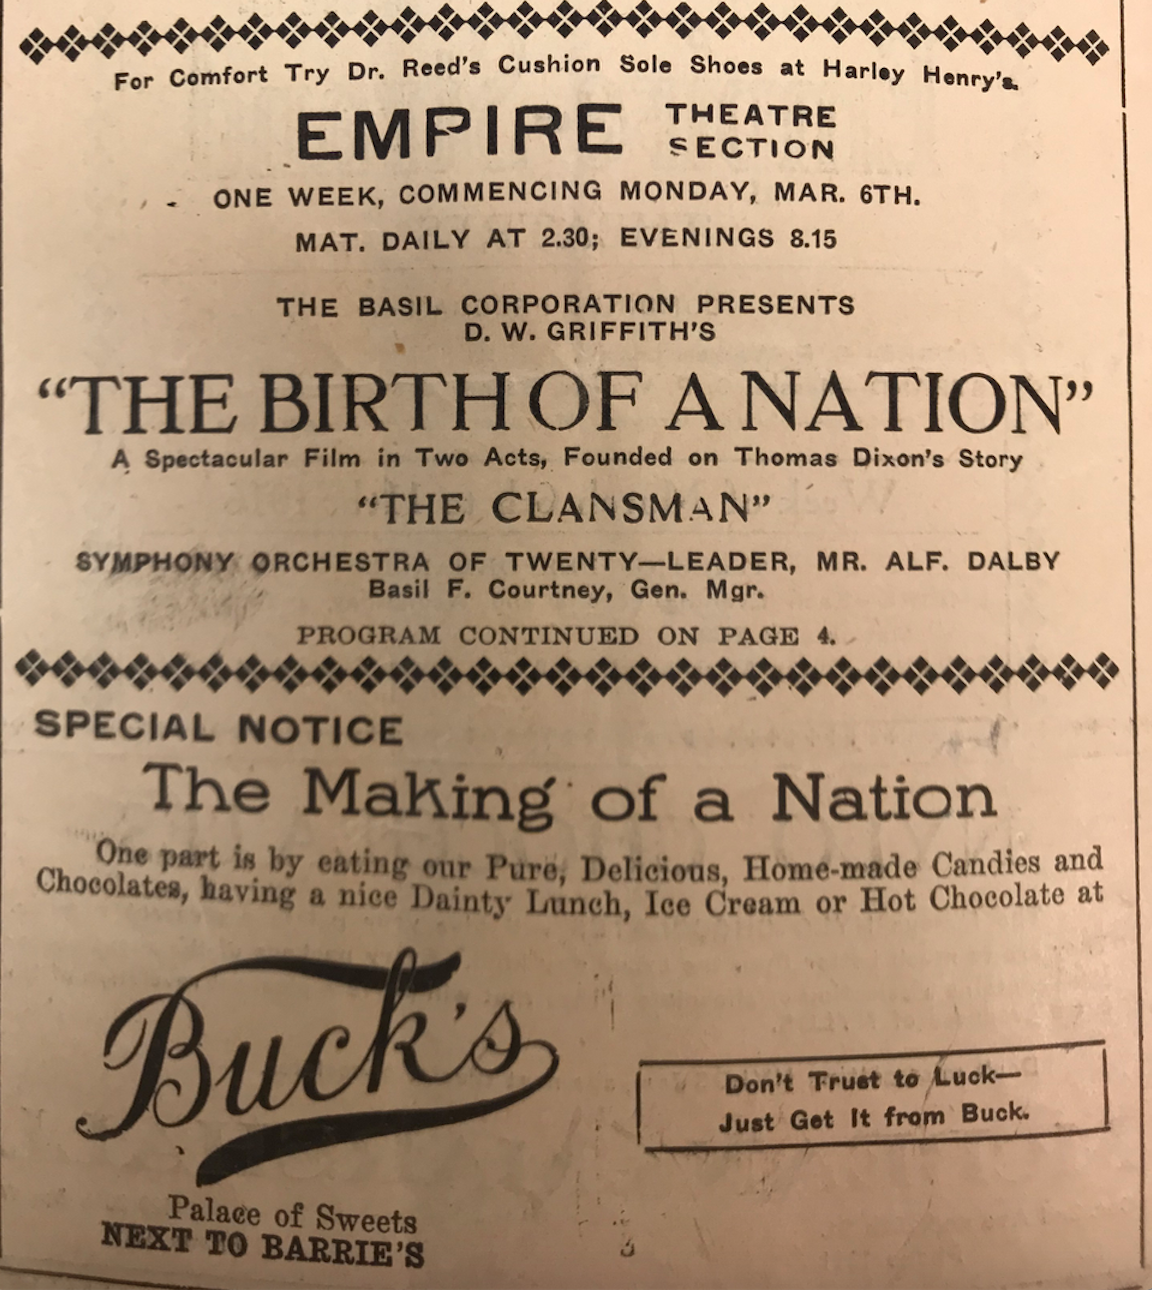 For Comfort Try Dr. Reed's Cushion Sole Shoes at Harley Henry's.
EMPIRE THEATRE SECTION
ONE WEEK, COMMENCING MONDAY, MAR. 6TH.
MAT. DAILY AT 2.30; EVENINGS 8.15
THE BASIL CORPORATION PRESENTS
D. W. GRIFFITH'S
“THE BIRTH OF A NATION”
A Spectacular Film in Two Acts, Founded on Thomas Dixon's Story
“THE CLANSMAN”
SYMPHONY ORCHESTRA OF TWENTY—LEADER, MR. ALF. DALBY
Basil F. Courtney, Gen. Mgr.
PROGRAM CONTINUED ON PAGE 4.
SPECIAL NOTICE
The Making of a Nation
One part is by eating our Pure, Delicious, Home-made Candies and
Chocolates, having a nice Dainty Lunch, Ice Cream or Hot Chocolate at
Buck's
Don't Trust to Luck—
Just Get It from Buck.
Palace of Sweets
NEXT TO BARRIE'S